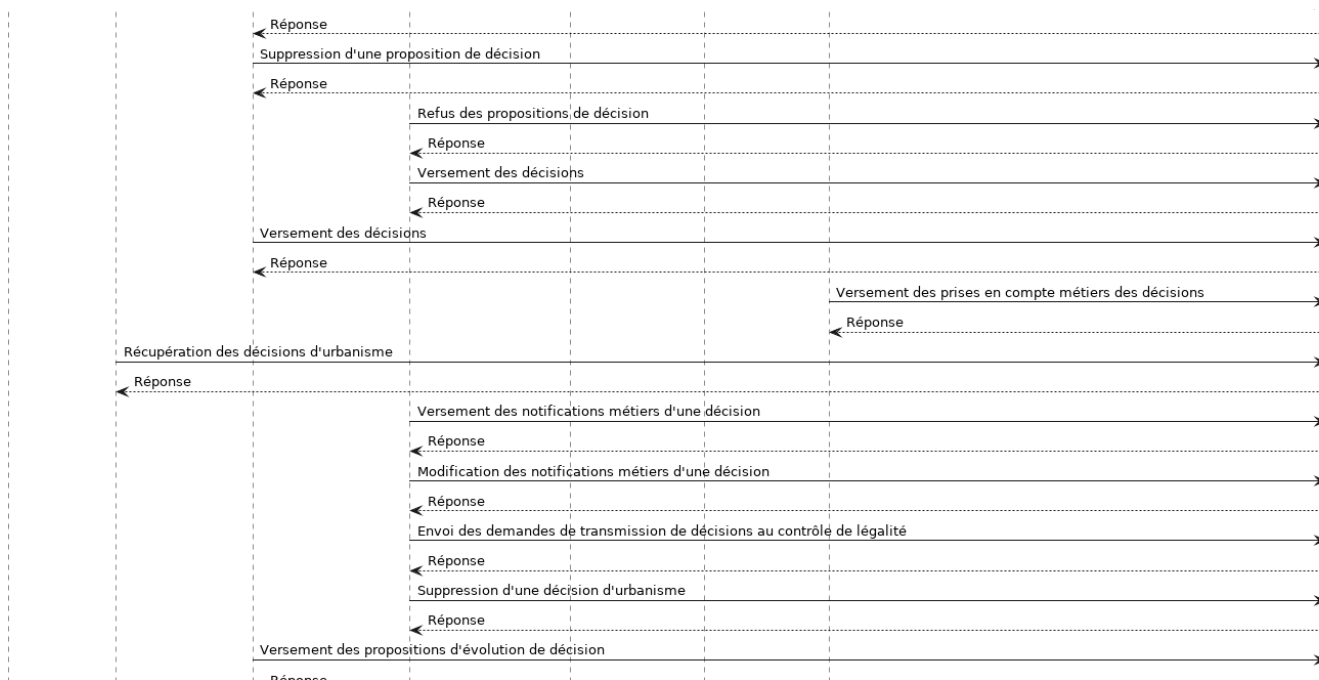 Réponse
Suppression d'une proposition de décision
Réponse
Refus des propositions de décision
Réponse
Versement des décisions
Réponse
Versement des décisions
Réponse
Versement des prises en compte métiers des décisions
Réponse
Récupération des décisions d'urbanisme
Réponse
Versement des notifications métiers d'une décision
Réponse
Modification des notifications métiers d'une décision
Réponse
Envoi des demandes de transmission de décisions au contrôle de légalité
Réponse
Suppression d'une décision d'urbanisme
Réponse
Versement des propositions d'évolution de décision
Réponse